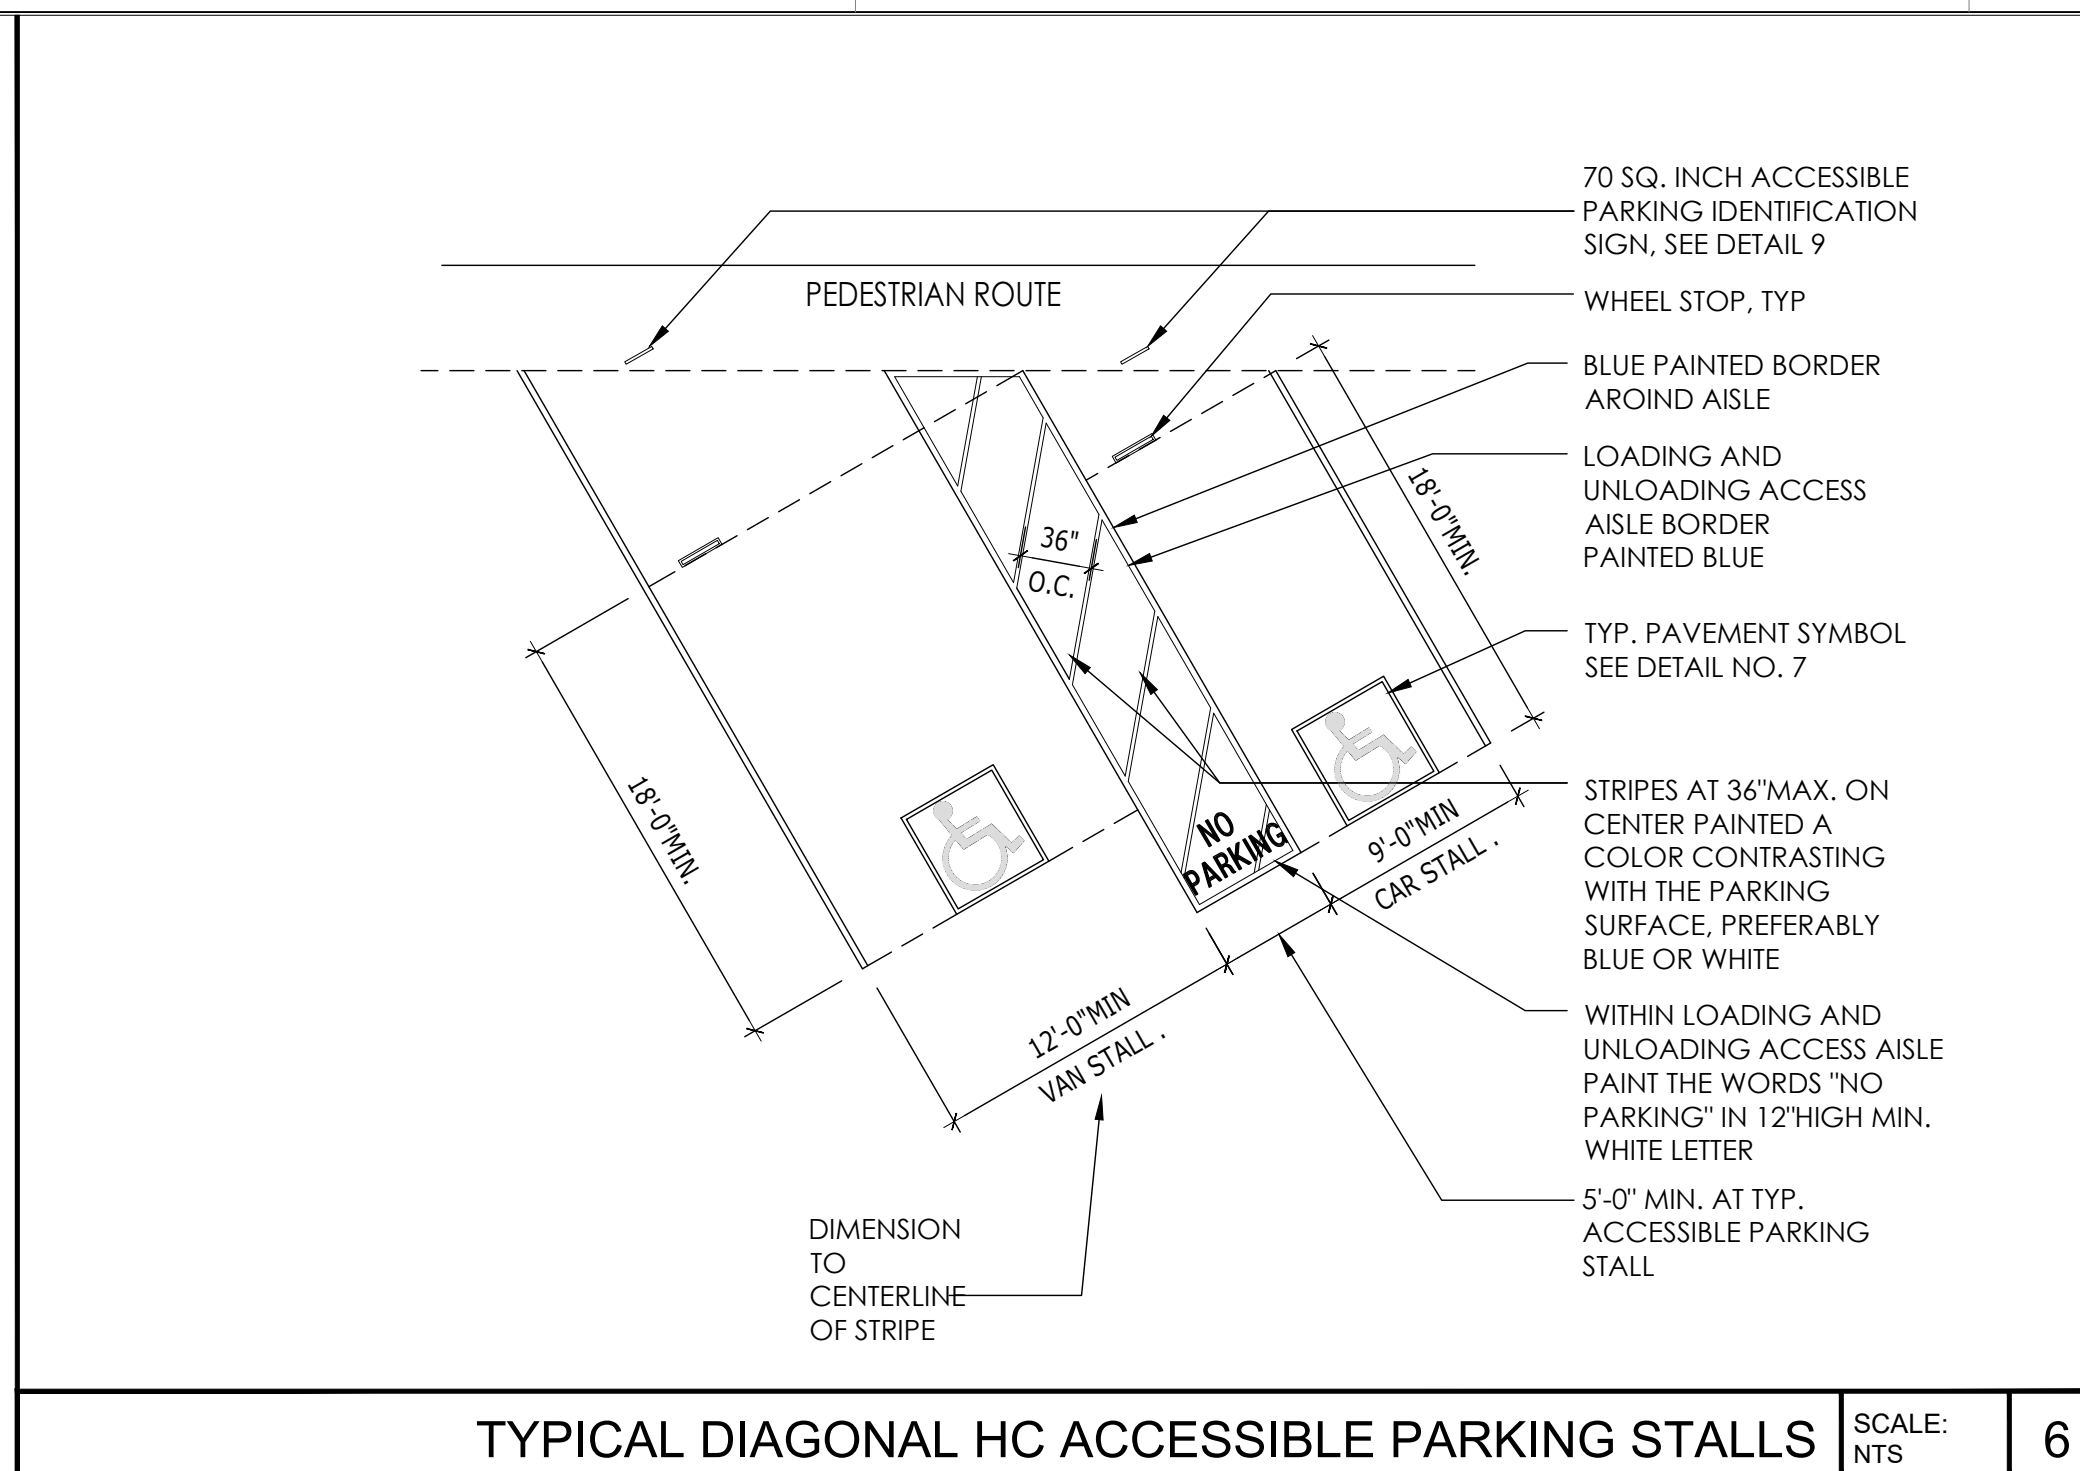 70 SQ. INCH ACCESSIBLE
PARKING IDENTIFICATION
SIGN, SEE DETAIL 9
PEDESTRIAN ROUTE
WHEEL STOP, TYP
BLUE PAINTED BORDER
AROIND AISLE
LOADING AND
UNLOADING ACCESS
AISLE BORDER
PAINTED BLUE
18'-0"MIN.
36"
O.C.
TYP. PAVEMENT SYMBOL
SEE DETAIL NO. 7
18'-0"MIN.
NO
PARKING
9'-0"MIN
CAR STALL .
STRIPES AT 36"MAX. ON
CENTER PAINTED A
COLOR CONTRASTING
WITH THE PARKING
SURFACE, PREFERABLY
BLUE OR WHITE
12'-0"MIN
VAN STALL .
WITHIN LOADING AND
UNLOADING ACCESS AISLE
PAINT THE WORDS "NO
PARKING" IN 12"HIGH MIN.
WHITE LETTER
5'-0" MIN. AT TYP.
ACCESSIBLE PARKING
STALL
DIMENSION
TO
CENTERLINE
OF STRIPE
TYPICAL DIAGONAL HC ACCESSIBLE PARKING STALLS
SCALE:
NTS
6